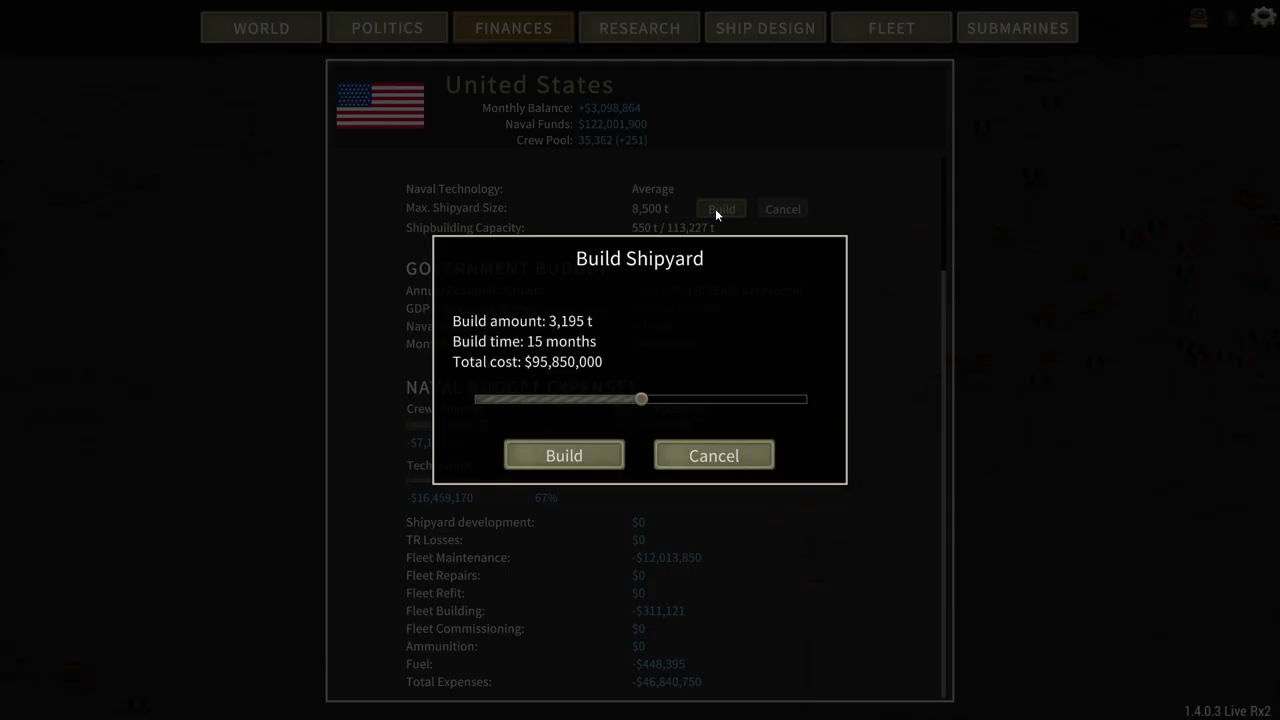 WORLD POLITICS FINANCES RESEARCH SHIP DESIGN FLEET SUBMARINES
United States
Monthly Balance: +$3,098,864
Naval Funds: $122,001,900
Crew Pool: 35,362 (+251)
Naval Technology: Average
Max. Shipyard Size: 8,500 t Build Cancel
Shipbuilding Capacity: 550 t / 113,227 t
Build Shipyard
Build amount: 3,195 t
Build time: 15 months
Total cost: $95,850,000
Build Cancel
-$16,459,170 67%
Shipyard development: $0
TR Losses: $0
Fleet Maintenance: -$12,013,850
Fleet Repairs: $0
Fleet Refit: $0
Fleet Building: -$311,121
Fleet Commissioning: $0
Ammunition: $0
Fuel: -$448,395
Total Expenses: -$46,840,750
1.4.0.3 Live Rx2